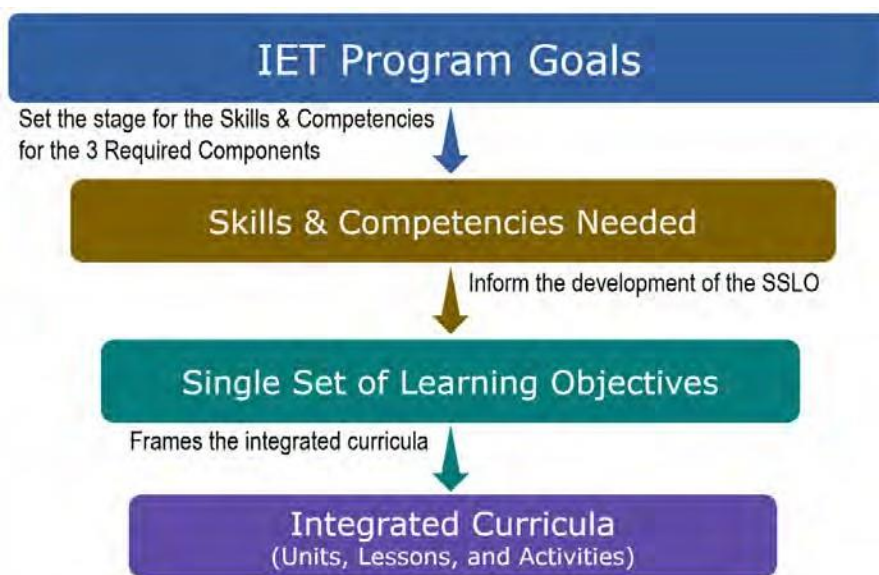 IET Program Goals
Set the stage for the Skills & Competencies
for the 3 Required Components
Skills & Competencies Needed
Inform the development of the SSLO
Single Set of Learning Objectives
Frames the integrated curricula
Integrated Curricula
(Units, Lessons, and Activities)